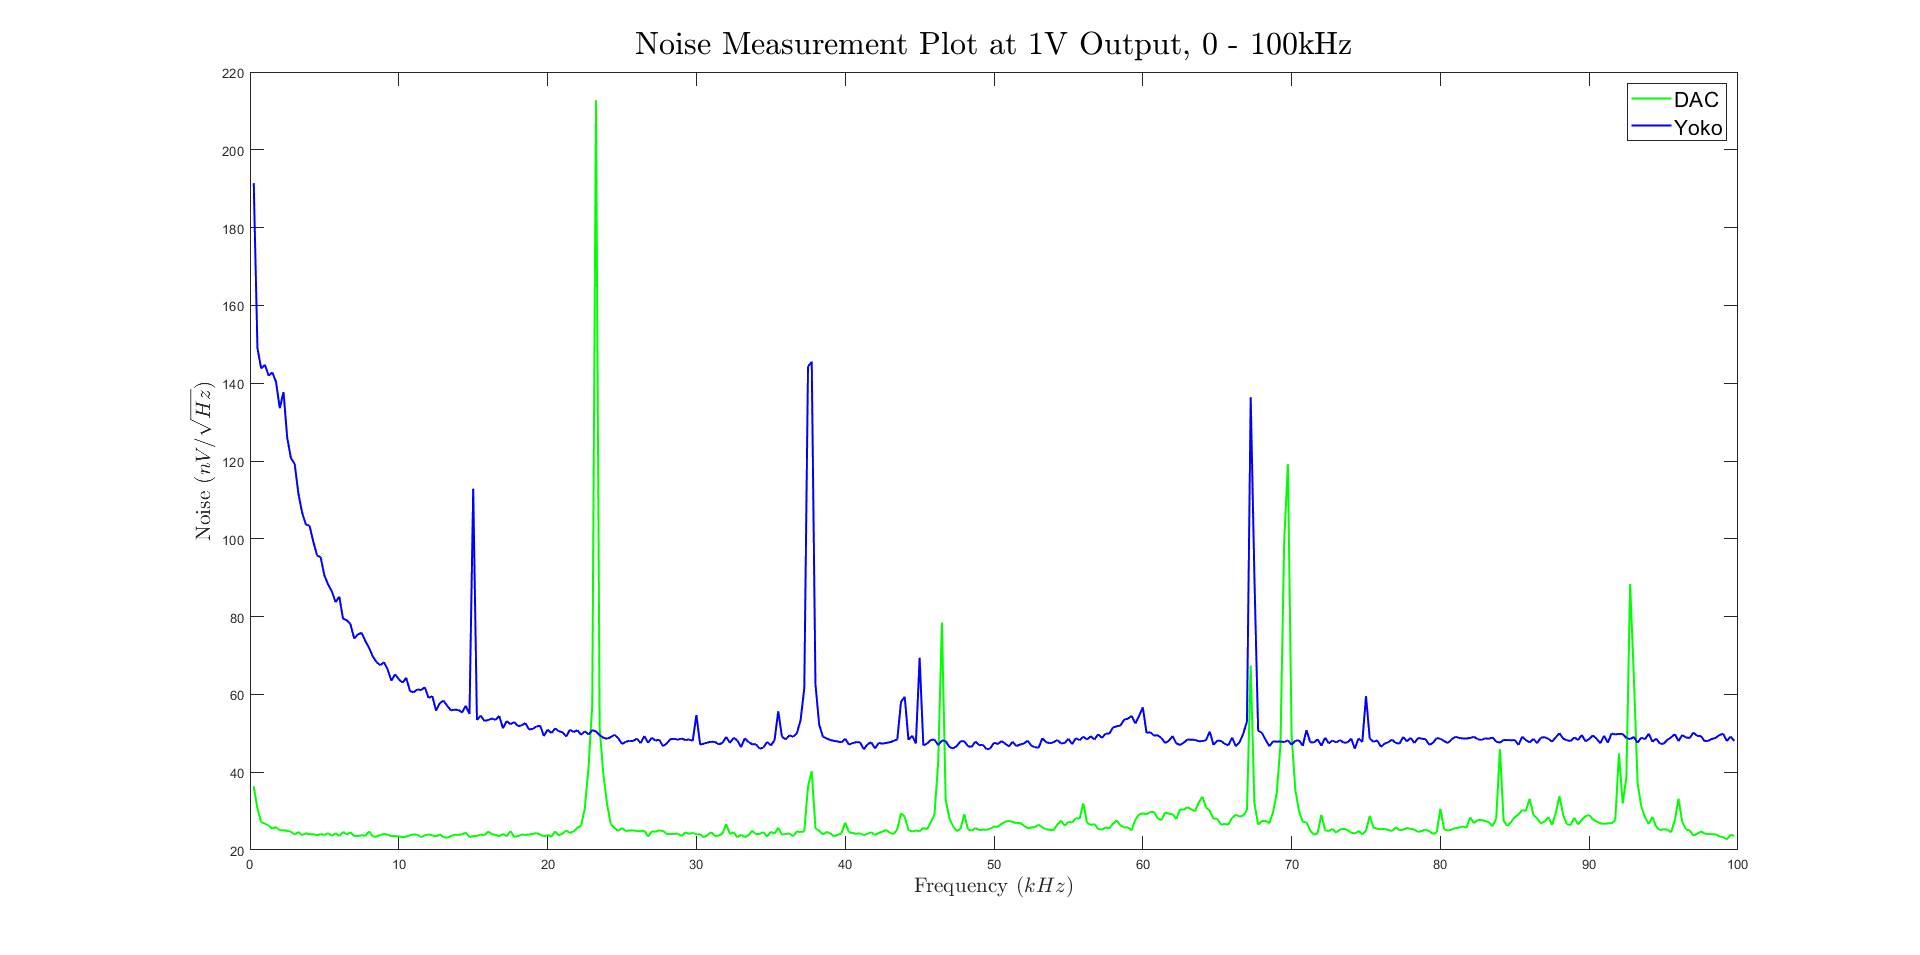 Noise Measurement Plot at 1V Output, 0 - 100kHz
DAC
Yoko
220
200
180
160
140
120
100
80
60
40
20
Noise (nV/√Hz)
0 10 20 30 40 50 60 70 80 90 100
Frequency (kHz)